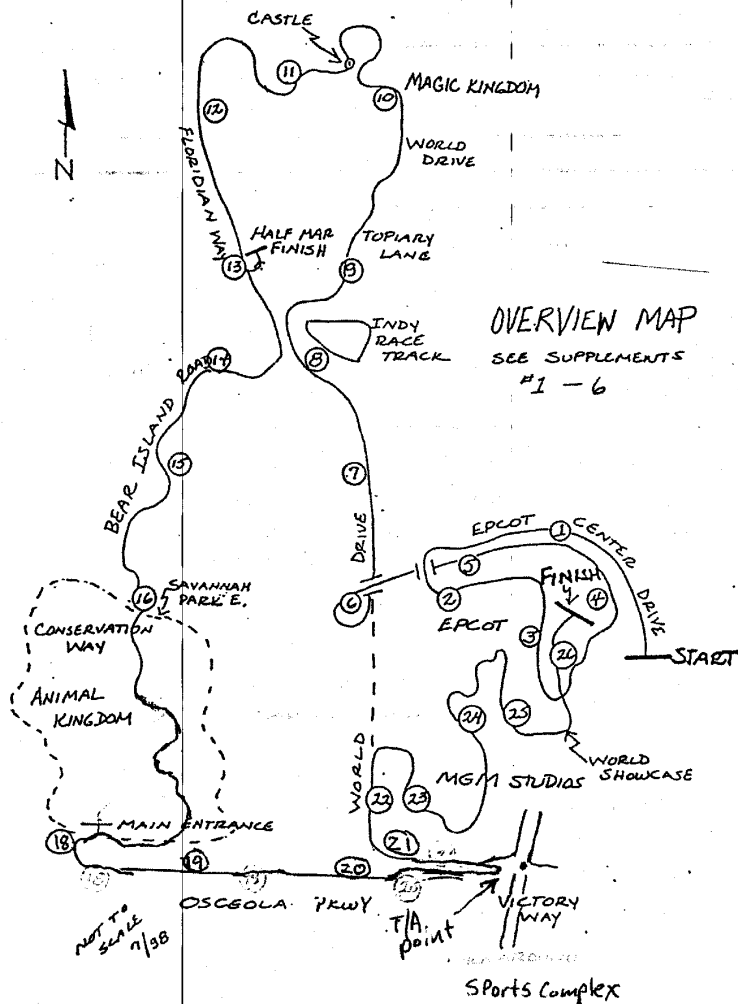 CASTLE
11
10
MAGIC KINGDOM
12
N
FLORIDIAN WAY
WORLD
DRIVE
HALF MAR
FINISH
13
TOPIARY
LANE
9
OVERVIEW MAP
SEE SUPPLEMENTS
#1 - 6
INDY
RACE
TRACK
8
14
BEAR ISLAND ROAD
15
7
DRIVE
EPCOT CENTER DRIVE
1
5
FINISH
4
2
EPCOT
3
26
START
6
16
SAVANNAH
PARK E.
CONSERVATION
WAY
ANIMAL
KINGDOM
24
25
WORLD
SHOWCASE
WORLD
22
23
MGM STUDIOS
MAIN ENTRANCE
18
19
20
21
OSCEOLA PKWY
T/A
point
VICTORY
WAY
NOT TO
SCALE
7/98
Sports Complex